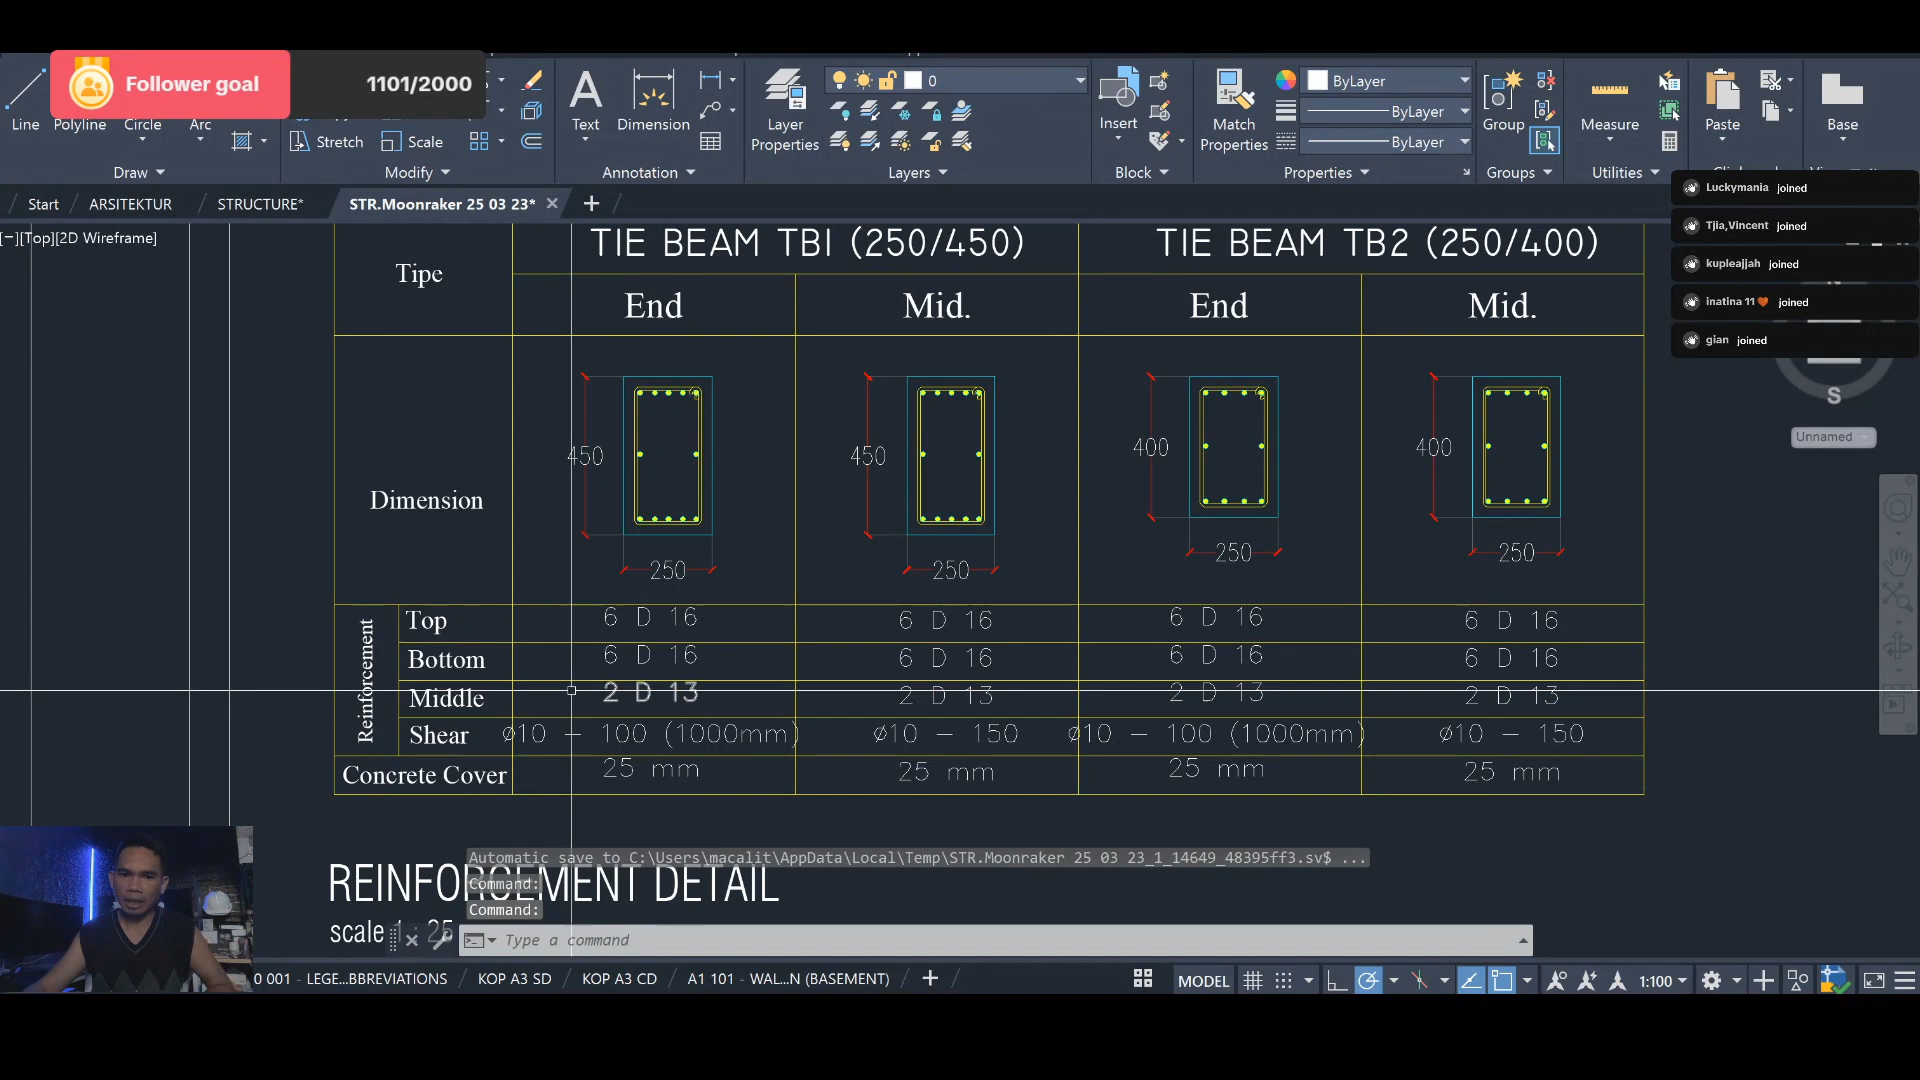 Follower goal 1101/2000
Line Polyline Circle Arc
Stretch Scale
Text Dimension
Layer Properties
0
Insert
Match Properties
ByLayer
ByLayer
ByLayer
Group
Measure
Paste
Base
Draw Modify Annotation Layers Block Properties Groups Utilities
Start ARSITEKTUR STRUCTURE* STR.Moonraker 25 03 23*
Luckymania joined
Tjia,Vincent joined
kupleajjah joined
inatina 11❤ joined
gian joined
[−][Top][2D Wireframe]
S
Unnamed
Tipe
TIE BEAM TB1 (250/450) TIE BEAM TB2 (250/400)
End Mid. End Mid.
Dimension
450 450 400 400
250 250 250 250
Reinforcement
Top 6 D 16 6 D 16 6 D 16 6 D 16
Bottom 6 D 16 6 D 16 6 D 16 6 D 16
Middle 2 D 13 2 D 13 2 D 13 2 D 13
Shear ø10 − 100 (1000mm) ø10 − 150 ø10 − 100 (1000mm) ø10 − 150
Concrete Cover 25 mm 25 mm 25 mm 25 mm
REINFORCEMENT DETAIL
scale 1 : 25
Automatic save to C:\Users\macalit\AppData\Local\Temp\STR.Moonraker 25 03 23_1_14649_48395ff3.sv$ ...
Command:
Command:
Type a command
0 001 - LEGE...BBREVIATIONS KOP A3 SD KOP A3 CD A1 101 - WAL...N (BASEMENT)
MODEL 1:100